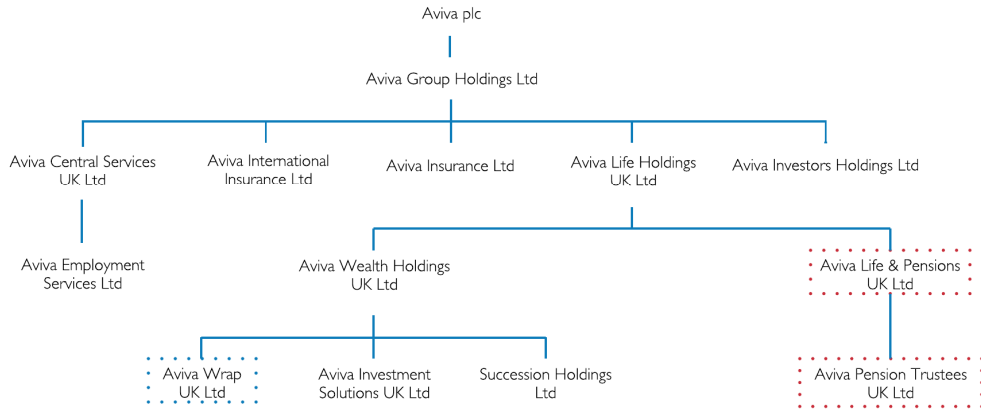 Aviva plc
Aviva Group Holdings Ltd
Aviva Central Services
UK Ltd
Aviva International
Insurance Ltd
Aviva Insurance Ltd
Aviva Life Holdings
UK Ltd
Aviva Investors Holdings Ltd
Aviva Employment
Services Ltd
Aviva Wealth Holdings
UK Ltd
Aviva Life & Pensions
UK Ltd
Aviva Wrap
UK Ltd
Aviva Investment
Solutions UK Ltd
Succession Holdings
Ltd
Aviva Pension Trustees
UK Ltd